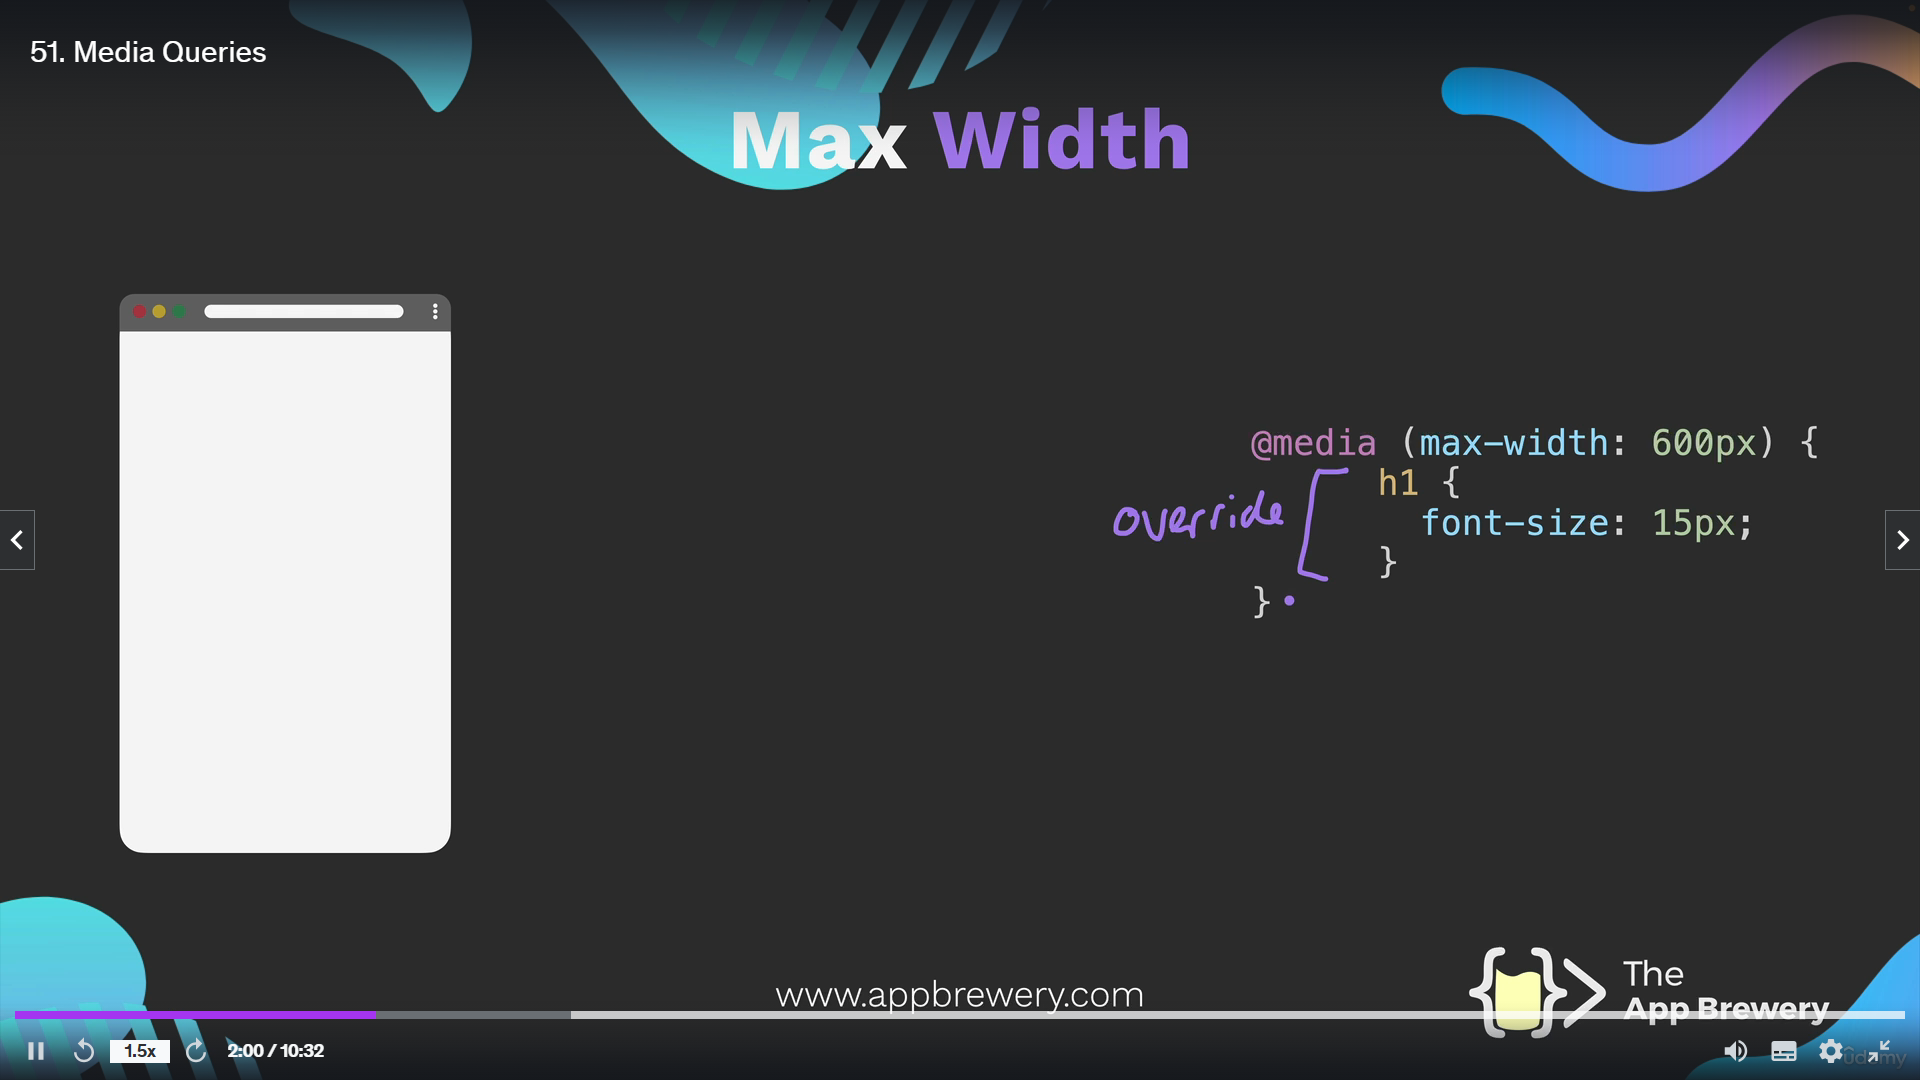 51. Media Queries
Max Width
@media (max-width: 600px) {
h1 {
override
font-size: 15px;
}
}
www.appbrewery.com
The
App Brewery
1.5x
2:00 / 10:32
ûdemy